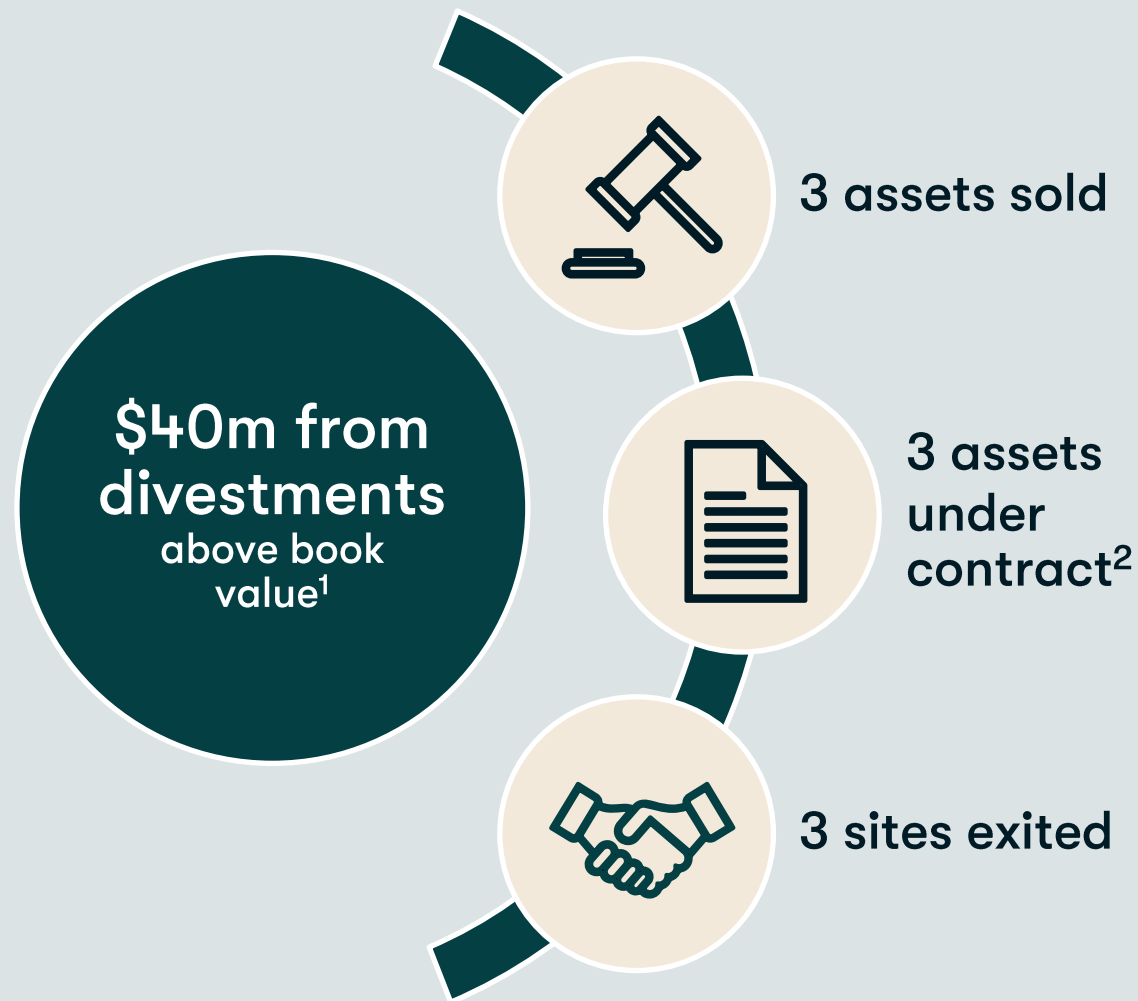 $40m from
divestments
above book
value¹
3 assets sold
3 assets
under
contract²
3 sites exited